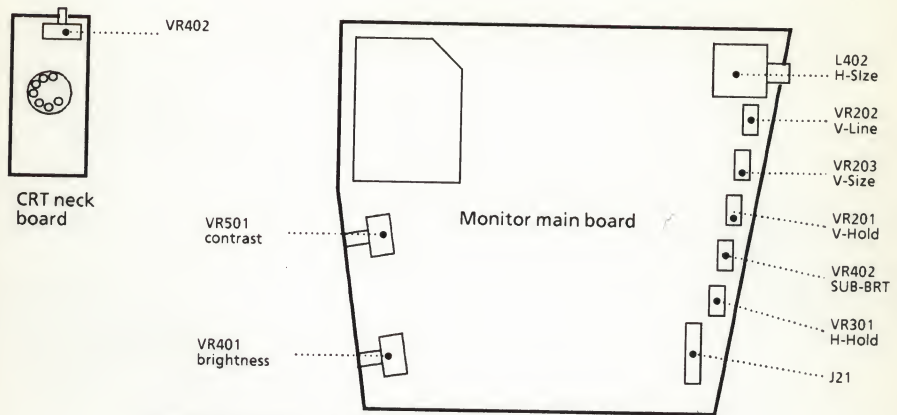 VR402
CRT neck
board
VR501
contrast
VR401
brightness
Monitor main board
L402
H-SIze
VR202
V-Line
VR203
V-Size
VR201
V-Hold
VR402
SUB-BRT
VR301
H-Hold
J21